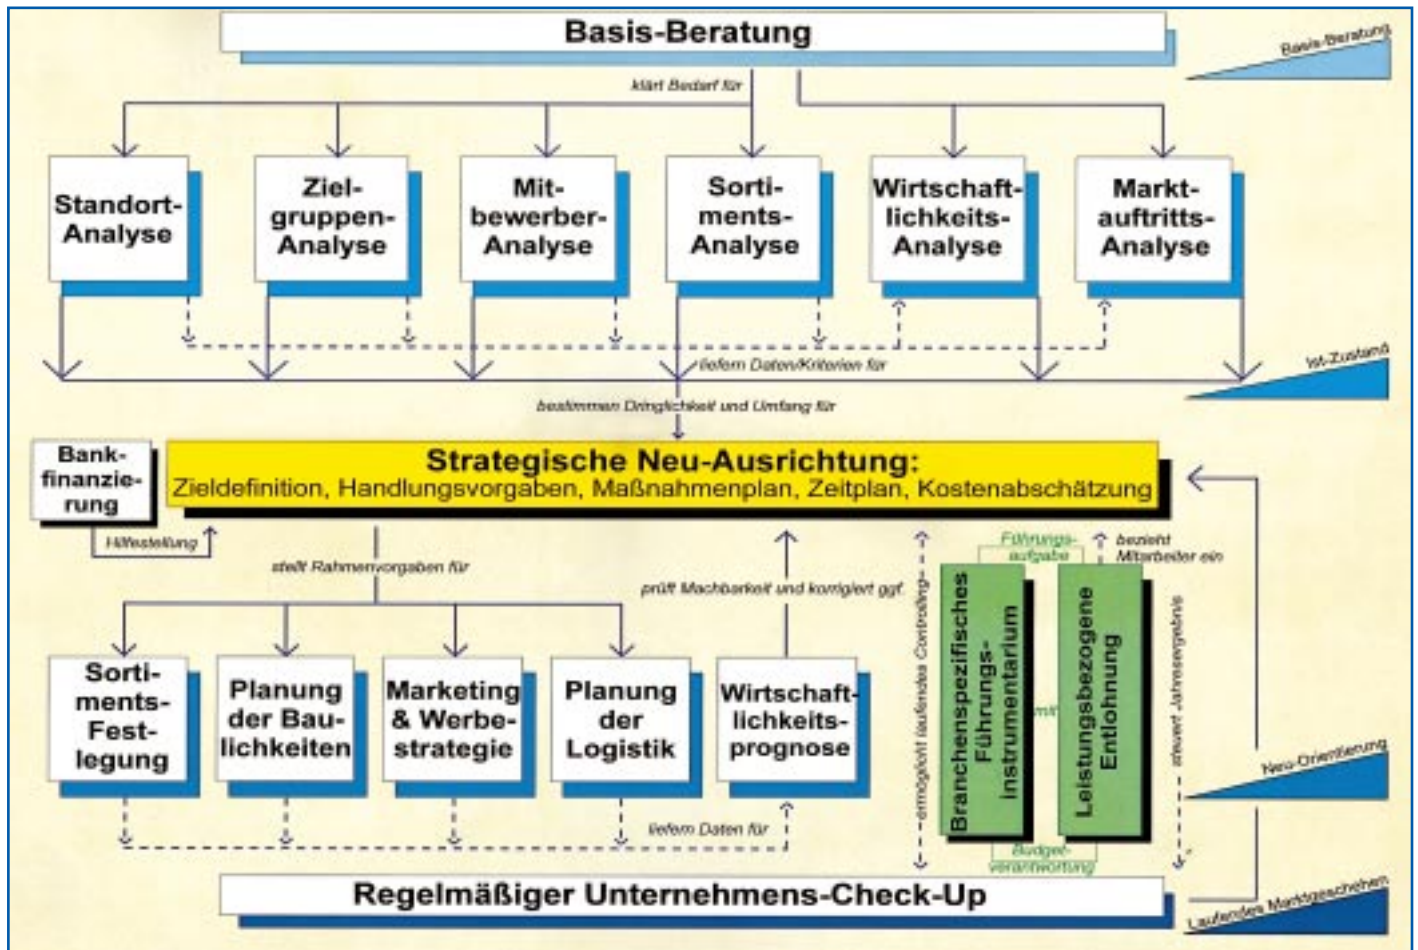 Basis-Beratung
Basis-Beratung
klärt Bedarf für
Standort-
Analyse
Ziel-
gruppen-
Analyse
Mit-
bewerber-
Analyse
Sorti-
ments-
Analyse
Wirtschaft-
lichkeits-
Analyse
Markt-
auftritts-
Analyse
liefern Daten/Kriterien für
Ist-Zustand
bestimmen Dringlichkeit und Umfang für
Bank-
finanzie-
rung
Strategische Neu-Ausrichtung:
Zieldefinition, Handlungsvorgaben, Maßnahmenplan, Zeitplan, Kostenabschätzung
Hilfestellung
stellt Rahmenvorgaben für
prüft Machbarkeit und korrigiert ggf.
Führungs-
aufgabe
bezieht
Mitarbeiter ein
Sorti-
ments-
Fest-
legung
Planung
der Bau-
lichkeiten
Marketing
& Werbe-
strategie
Planung
der
Logistik
Wirtschaft-
lichkeits-
prognose
ermöglicht laufendes Controlling
Branchenspezifisches
Führungs-
instrumentarium
mit
Leistungsbezogene
Entlohnung
steuert Jahresergebnis
Neu-Orientierung
liefern Daten für
Budget-
verantwortung
Regelmäßiger Unternehmens-Check-Up
Laufendes Marktgeschehen